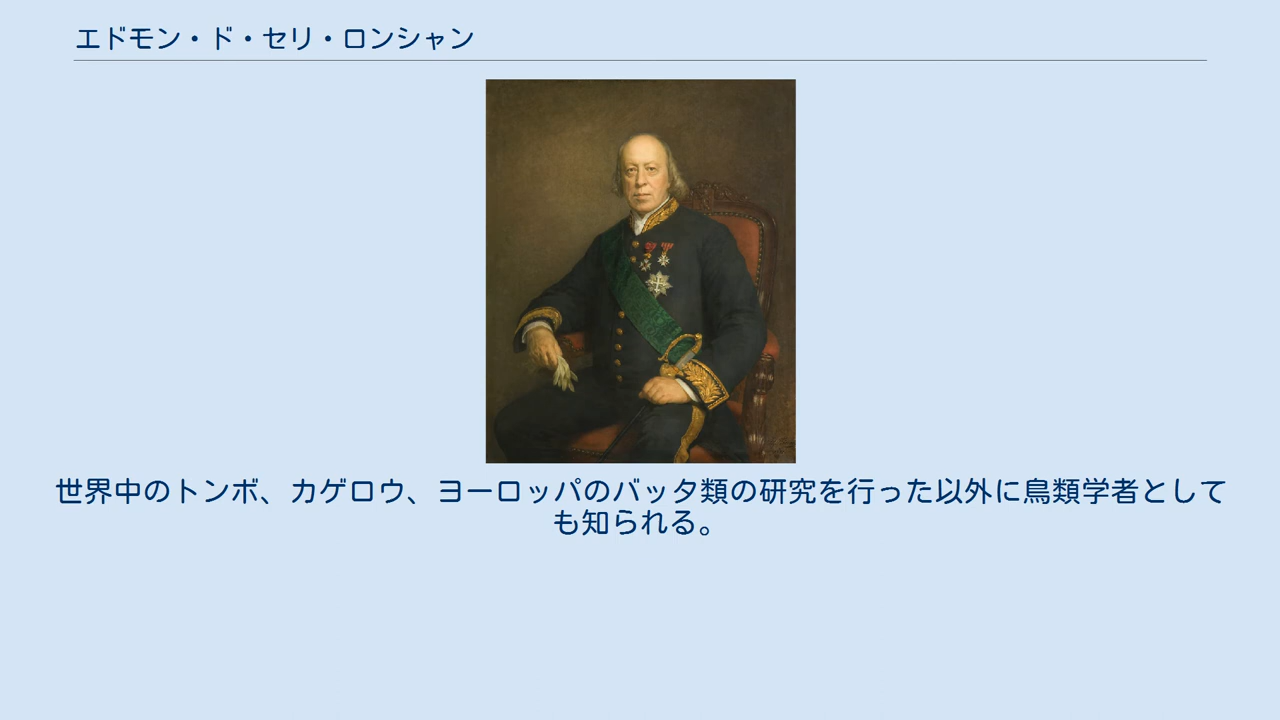 エドモン・ド・セリ・ロンシャン
世界中のトンボ、カゲロウ、ヨーロッパのバッタ類の研究を行った以外に鳥類学者として
も知られる。